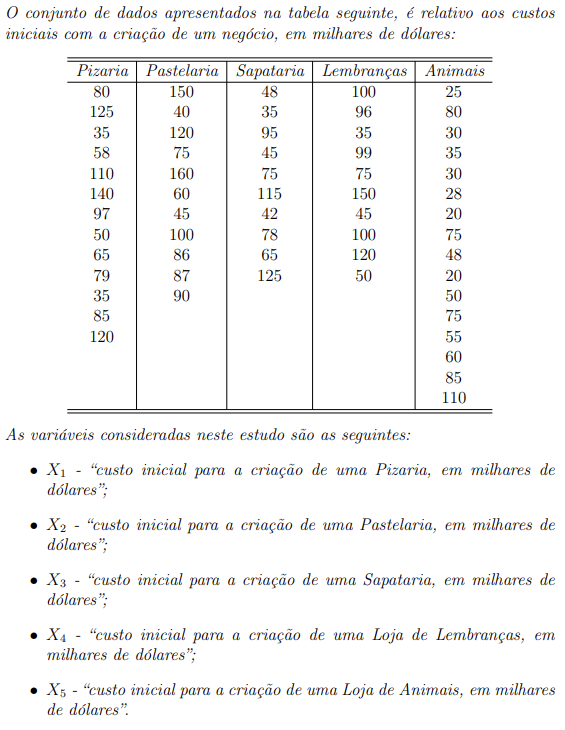 O conjunto de dados apresentados na tabela seguinte, é relativo aos custos
iniciais com a criação de um negócio, em milhares de dólares:
Pizaria Pastelaria Sapataria Lembranças Animais
80 150 48 100 25
125 40 35 96 80
35 120 95 35 30
58 75 45 99 35
110 160 75 75 30
140 60 115 150 28
97 45 42 45 20
50 100 78 100 75
65 86 65 120 48
79 87 125 50 20
35 90 50
85 75
120 55
60
85
110
As variáveis consideradas neste estudo são as seguintes:
• X₁ - “custo inicial para a criação de uma Pizaria, em milhares de
dólares”;
• X₂ - “custo inicial para a criação de uma Pastelaria, em milhares de
dólares”;
• X₃ - “custo inicial para a criação de uma Sapataria, em milhares de
dólares”;
• X₄ - “custo inicial para a criação de uma Loja de Lembranças, em
milhares de dólares”;
• X₅ - “custo inicial para a criação de uma Loja de Animais, em milhares
de dólares”.